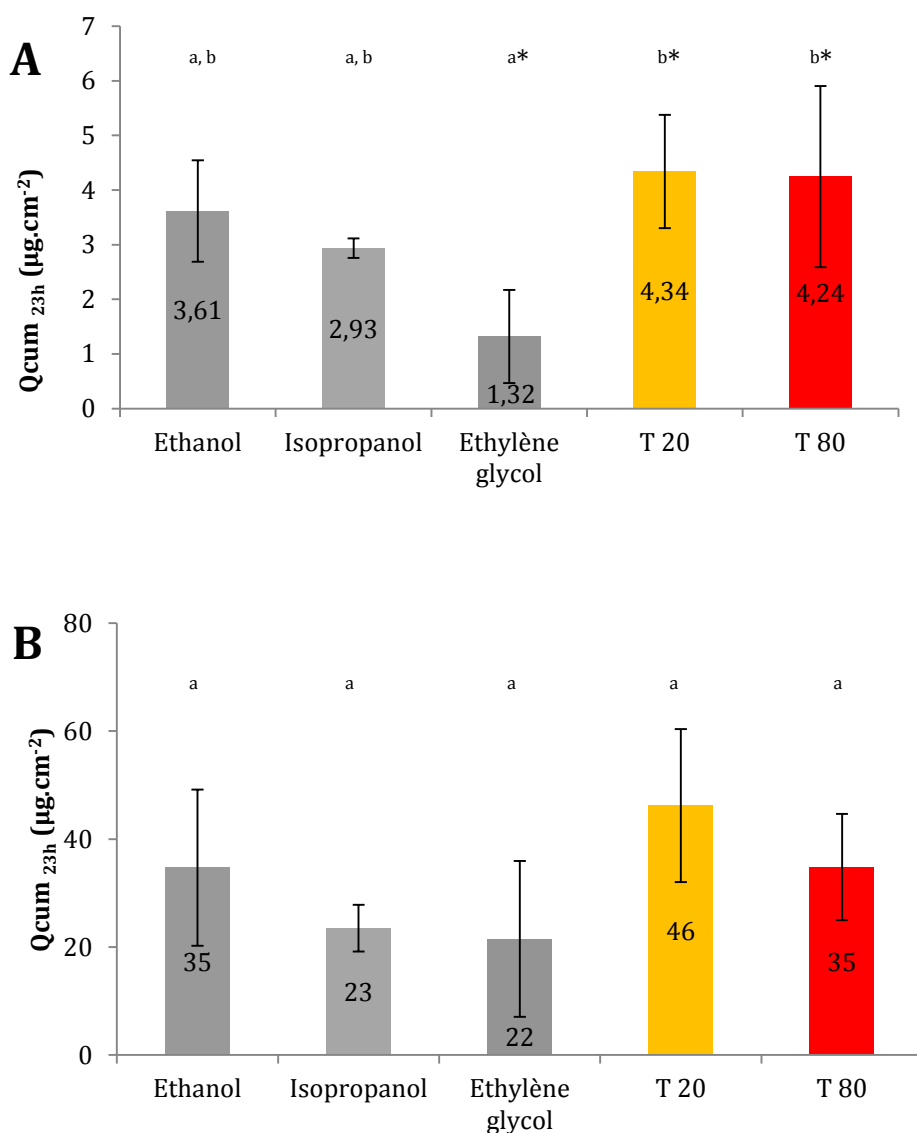 A
Qcum 23h (µg.cm-2)
7
6
5
4
3
2
1
0
a, b
a, b
a*
b*
b*
3,61
2,93
1,32
4,34
4,24
Ethanol
Isopropanol
Ethylène
glycol
T 20
T 80
B
Qcum 23h (µg.cm-2)
80
60
40
20
0
a
a
a
a
a
35
23
22
46
35
Ethanol
Isopropanol
Ethylène
glycol
T 20
T 80